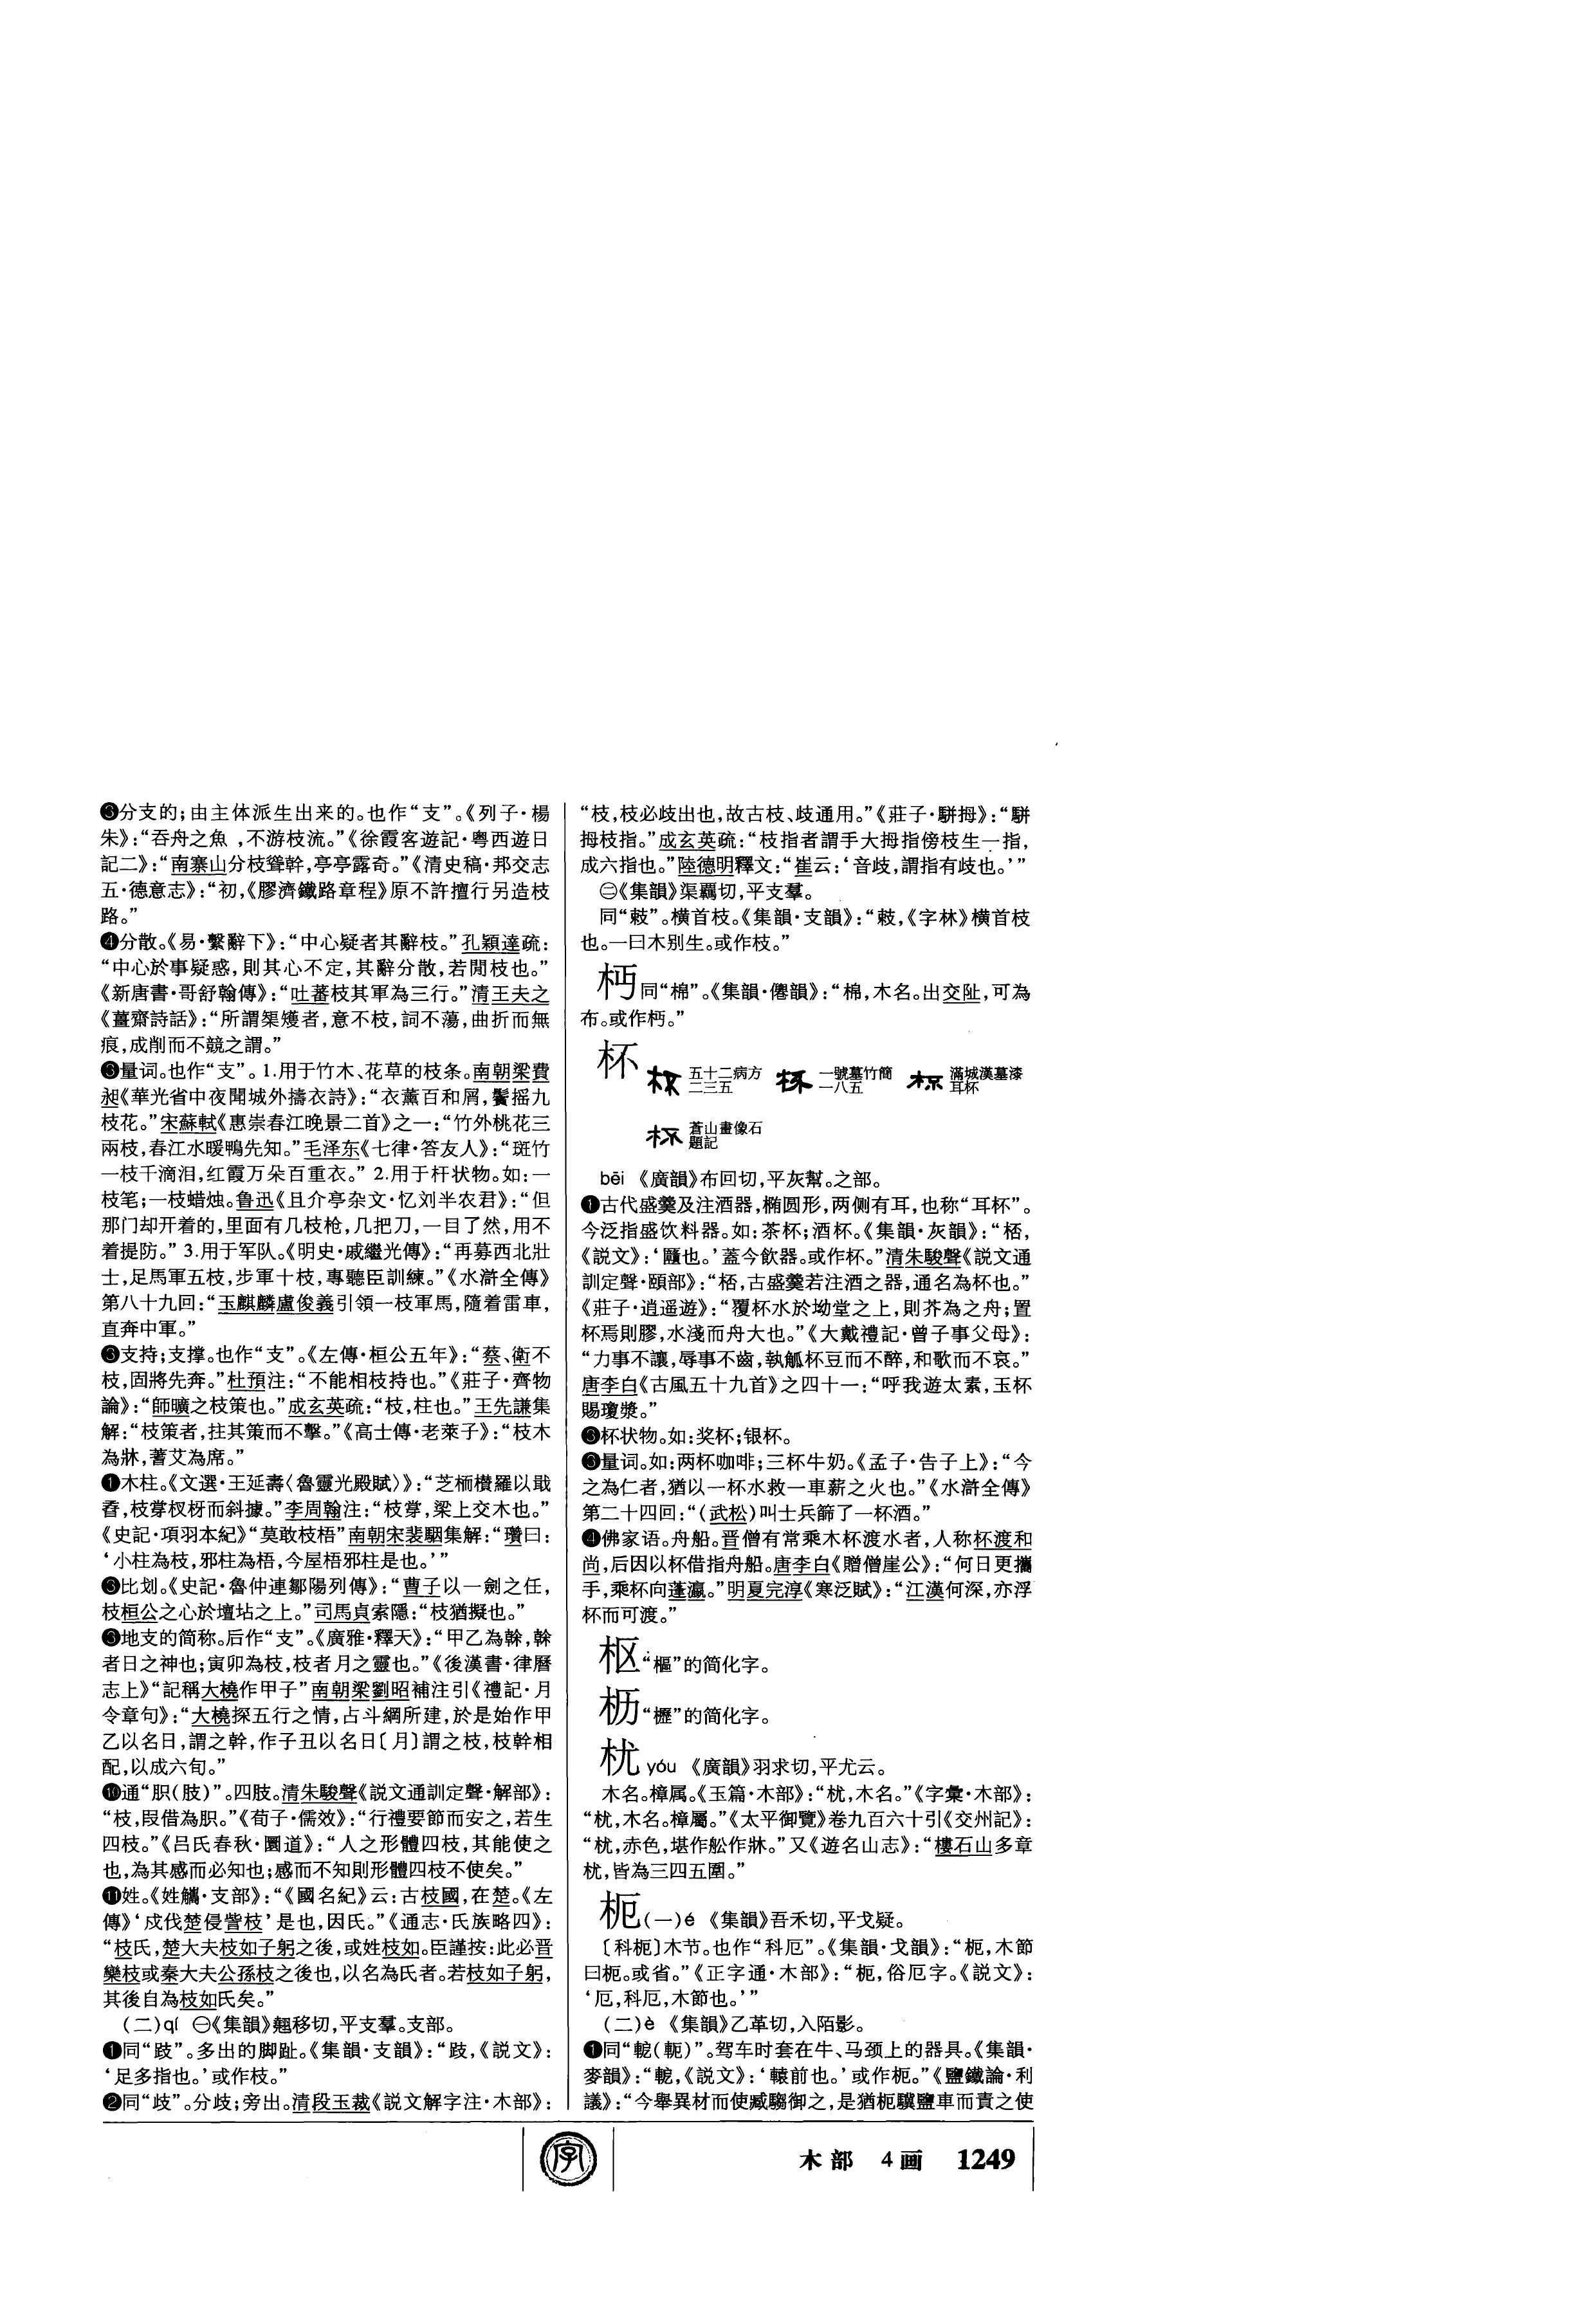 ❸分支的；由主体派生出来的。也作“支”。《列子·楊
朱》：“吞舟之魚，不游枝流。”《徐霞客遊記·粵西遊日
記二》：“南寨山分枝聳幹，亭亭露奇。”《清史稿·邦交志
五·德意志》：“初，《膠濟鐵路章程》原不許擅行另造枝
路。”
❹分散。《易·繫辭下》：“中心疑者其辭枝。”孔穎達疏：
“中心於事疑惑，則其心不定，其辭分散，若閒枝也。”
《新唐書·哥舒翰傳》：“吐蕃枝其軍為三行。”清王夫之
《薑齋詩話》：“所謂榘矱者，意不枝，詞不蕩，曲折而無
痕，戍削而不競之謂。”
❸量词。也作“支”。1.用于竹木、花草的枝条。南朝梁費
昶《華光省中夜聞城外擣衣詩》：“衣薰百和屑，鬢摇九
枝花。”宋蘇軾《惠崇春江晚景二首》之一：“竹外桃花三
兩枝，春江水暖鴨先知。”毛泽东《七律·答友人》：“斑竹
一枝千滴泪，红霞万朵百重衣。”2.用于杆状物。如：一
枝笔；一枝蜡烛。鲁迅《且介亭杂文·忆刘半农君》：“但
那门却开着的，里面有几枝枪，几把刀，一目了然，用不
着提防。”3.用于军队。《明史·戚繼光傳》：“再募西北壯
士，足馬軍五枝，步軍十枝，專聽臣訓練。”《水滸全傳》
第八十九回：“玉麒麟盧俊義引領一枝軍馬，隨着雷車，
直奔中軍。”
❸支持；支撑。也作“支”。《左傳·桓公五年》：“蔡、衛不
枝，固將先奔。”杜預注：“不能相枝持也。”《莊子·齊物
論》：“師曠之枝策也。”成玄英疏：“枝，柱也。”王先謙集
解：“枝策者，拄其策而不擊。”《高士傳·老萊子》：“枝木
為牀，蓍艾為席。”
❶木柱。《文選·王延壽〈魯靈光殿賦〉》：“芝栭欑羅以戢
孴，枝牚杈枒而斜據。”李周翰注：“枝牚，梁上交木也。”
《史記·項羽本紀》“莫敢枝梧”南朝宋裴駰集解：“瓚曰：
‘小柱為枝，邪柱為梧，今屋梧邪柱是也。’”
❸比划。《史記·魯仲連鄒陽列傳》：“曹子以一劍之任，
枝桓公之心於壇坫之上。”司馬貞索隱：“枝猶擬也。”
❸地支的简称。后作“支”。《廣雅·釋天》：“甲乙為榦，榦
者日之神也；寅卯為枝，枝者月之靈也。”《後漢書·律曆
志上》“記稱大橈作甲子”南朝梁劉昭補注引《禮記·月
令章句》：“大橈探五行之情，占斗綱所建，於是始作甲
乙以名日，謂之幹，作子丑以名日〔月〕謂之枝，枝幹相
配，以成六旬。”
❿通“胑（肢）”。四肢。清朱駿聲《説文通訓定聲·解部》：
“枝，叚借為胑。”《荀子·儒效》：“行禮要節而安之，若生
四枝。”《吕氏春秋·圜道》：“人之形體四枝，其能使之
也，為其感而必知也；感而不知則形體四枝不使矣。”
⓫姓。《姓觿·支部》：“《國名紀》云：古枝國，在楚。《左
傳》‘戍伐楚侵訾枝’是也，因氏。”《通志·氏族略四》：
“枝氏，楚大夫枝如子躬之後，或姓枝如。臣謹按：此必晉
欒枝或秦大夫公孫枝之後也，以名為氏者。若枝如子躬，
其後自為枝如氏矣。”
（二）qí ㊀《集韻》翹移切，平支羣。支部。
❶同“跂”。多出的脚趾。《集韻·支韻》：“跂，《説文》：
‘足多指也。’或作枝。”
❷同“歧”。分歧；旁出。清段玉裁《説文解字注·木部》：
“枝，枝必歧出也，故古枝、歧通用。”《莊子·駢拇》：“駢
拇枝指。”成玄英疏：“枝指者謂手大拇指傍枝生一指，
成六指也。”陸德明釋文：“崔云：‘音歧，謂指有歧也。’”
㊁《集韻》渠羈切，平支羣。
同“㩽”。横首枝。《集韻·支韻》：“㩽，《字林》横首枝
也。一曰木别生。或作枝。”
杤同“棉”。《集韻·僊韻》：“棉，木名。出交阯，可為
布。或作杤。”
杯 五十二病方二三五 一號墓竹簡一八五 滿城漢墓漆耳杯
蒼山畫像石題記
bēi 《廣韻》布回切，平灰幫。之部。
❶古代盛羹及注酒器，椭圆形，两侧有耳，也称“耳杯”。
今泛指盛饮料器。如：茶杯；酒杯。《集韻·灰韻》：“桮，
《説文》：‘𠤱也。’蓋今飲器。或作杯。”清朱駿聲《説文通
訓定聲·頤部》：“桮，古盛羹若注酒之器，通名為杯也。”
《莊子·逍遥遊》：“覆杯水於坳堂之上，則芥為之舟；置
杯焉則膠，水淺而舟大也。”《大戴禮記·曾子事父母》：
“力事不讓，辱事不齒，執觚杯豆而不醉，和歌而不哀。”
唐李白《古風五十九首》之四十一：“呼我遊太素，玉杯
賜瓊漿。”
❸杯状物。如：奖杯；银杯。
❸量词。如：两杯咖啡；三杯牛奶。《孟子·告子上》：“今
之為仁者，猶以一杯水救一車薪之火也。”《水滸全傳》
第二十四回：“（武松）叫士兵篩了一杯酒。”
❹佛家语。舟船。晋僧有常乘木杯渡水者，人称杯渡和
尚，后因以杯借指舟船。唐李白《贈僧崖公》：“何日更攜
手，乘杯向蓬瀛。”明夏完淳《寒泛賦》：“江漢何深，亦浮
杯而可渡。”
枢“樞”的简化字。
枥“櫪”的简化字。
枕 yóu 《廣韻》羽求切，平尤云。
木名。樟属。《玉篇·木部》：“枕，木名。”《字彙·木部》：
“枕，木名。樟屬。”《太平御覽》卷九百六十引《交州記》：
“枕，赤色，堪作舩作牀。”又《遊名山志》：“樓石山多章
枕，皆為三四五圍。”
枙（一）é 《集韻》吾禾切，平戈疑。
〔科枙〕木节。也作“科厄”。《集韻·戈韻》：“枙，木節
曰枙。或省。”《正字通·木部》：“枙，俗厄字。《説文》：
‘厄，科厄，木節也。’”
（二）è 《集韻》乙革切，入陌影。
❶同“軶（軛）”。驾车时套在牛、马颈上的器具。《集韻·
麥韻》：“軶，《説文》：‘轅前也。’或作枙。”《鹽鐵論·利
議》：“今舉異材而使臧騶御之，是猶枙驥鹽車而責之使
字
木部 4画 1249